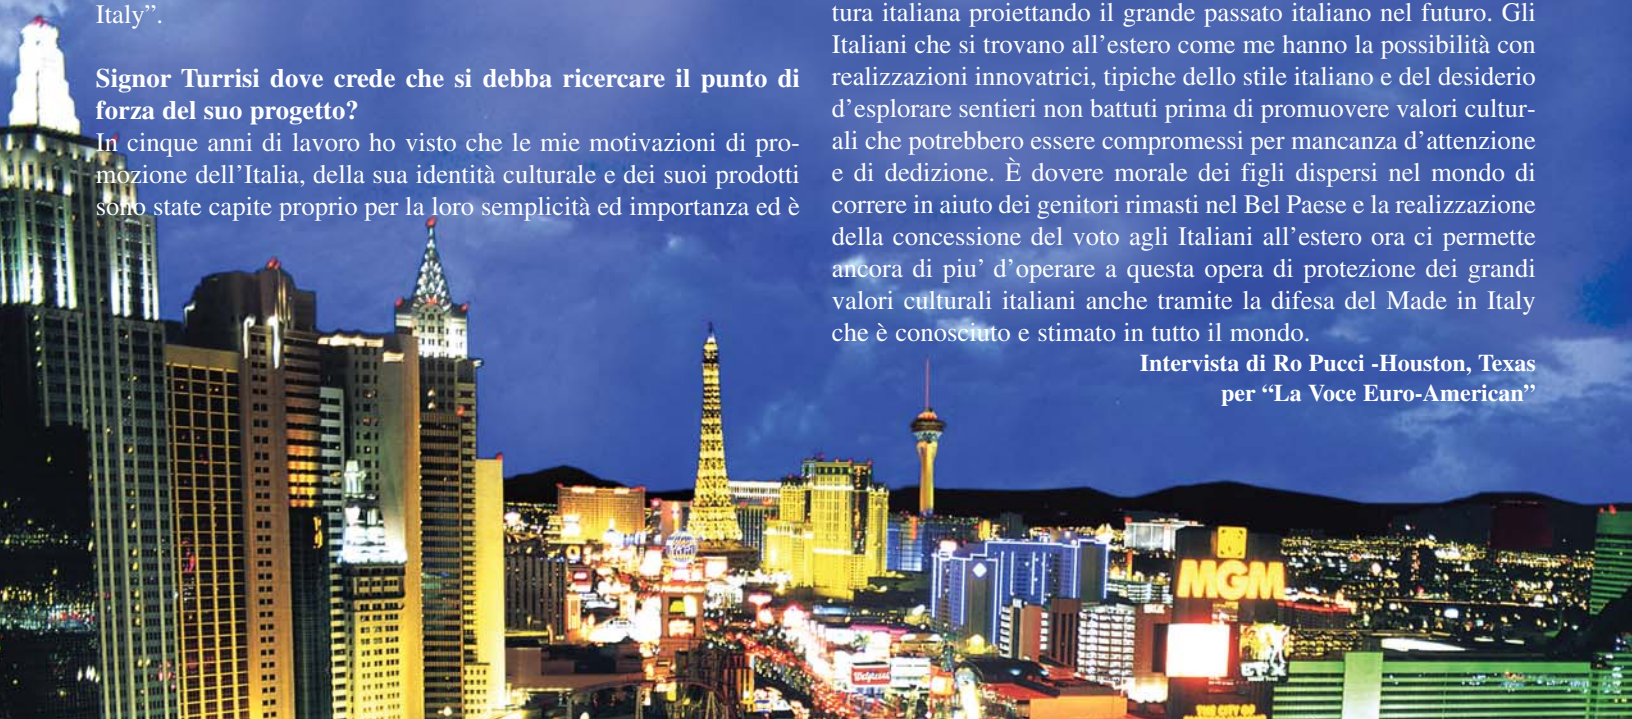 Italy”.
Signor Turrisi dove crede che si debba ricercare il punto di
forza del suo progetto?
In cinque anni di lavoro ho visto che le mie motivazioni di pro-
mozione dell’Italia, della sua identità culturale e dei suoi prodotti
sono state capite proprio per la loro semplicità ed importanza ed è
tura italiana proiettando il grande passato italiano nel futuro. Gli
Italiani che si trovano all’estero come me hanno la possibilità con
realizzazioni innovatrici, tipiche dello stile italiano e del desiderio
d’esplorare sentieri non battuti prima di promuovere valori cultur-
ali che potrebbero essere compromessi per mancanza d’attenzione
e di dedizione. È dovere morale dei figli dispersi nel mondo di
correre in aiuto dei genitori rimasti nel Bel Paese e la realizzazione
della concessione del voto agli Italiani all’estero ora ci permette
ancora di piu’ d’operare a questa opera di protezione dei grandi
valori culturali italiani anche tramite la difesa del Made in Italy
che è conosciuto e stimato in tutto il mondo.
Intervista di Ro Pucci -Houston, Texas
per “La Voce Euro-American”
MGM
Walgreens
THE CITY OF